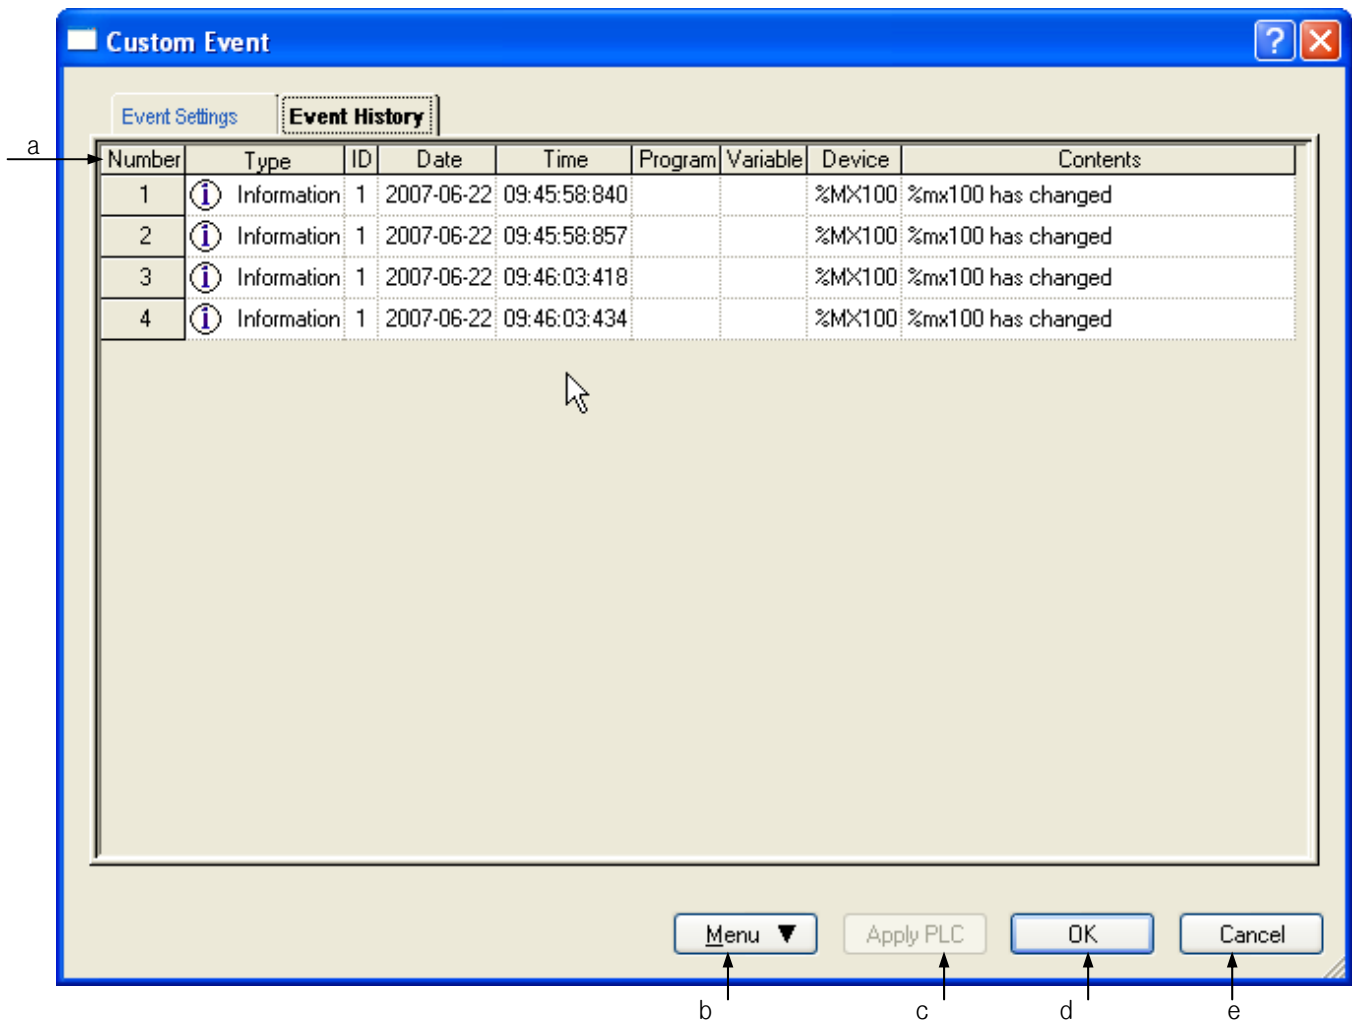 Custom Event
Event Settings Event History
a
Number Type ID Date Time Program Variable Device Contents
1 Information 1 2007-06-22 09:45:58:840 %MX100 %mx100 has changed
2 Information 1 2007-06-22 09:45:58:857 %MX100 %mx100 has changed
3 Information 1 2007-06-22 09:46:03:418 %MX100 %mx100 has changed
4 Information 1 2007-06-22 09:46:03:434 %MX100 %mx100 has changed
Menu Apply PLC OK Cancel
b c d e